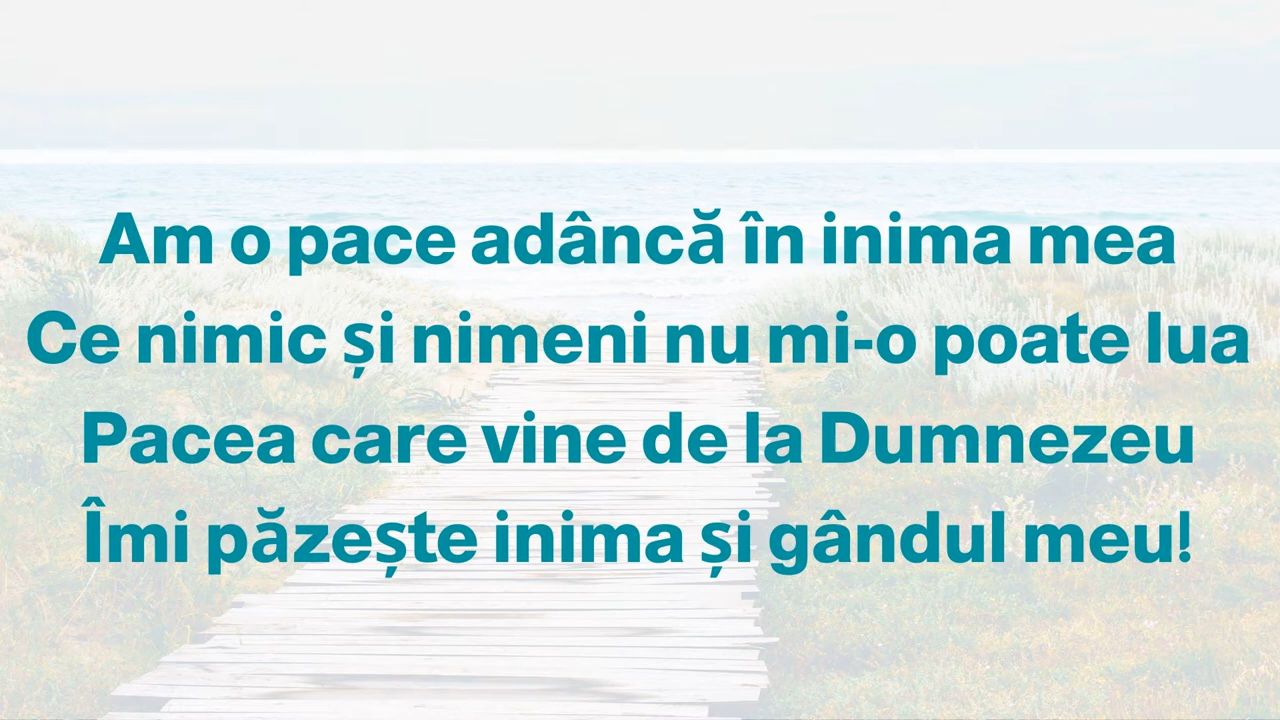 Am o pace adâncă în inima mea
Ce nimic și nimeni nu mi-o poate lua
Pacea care vine de la Dumnezeu
Îmi păzește inima și gândul meu!